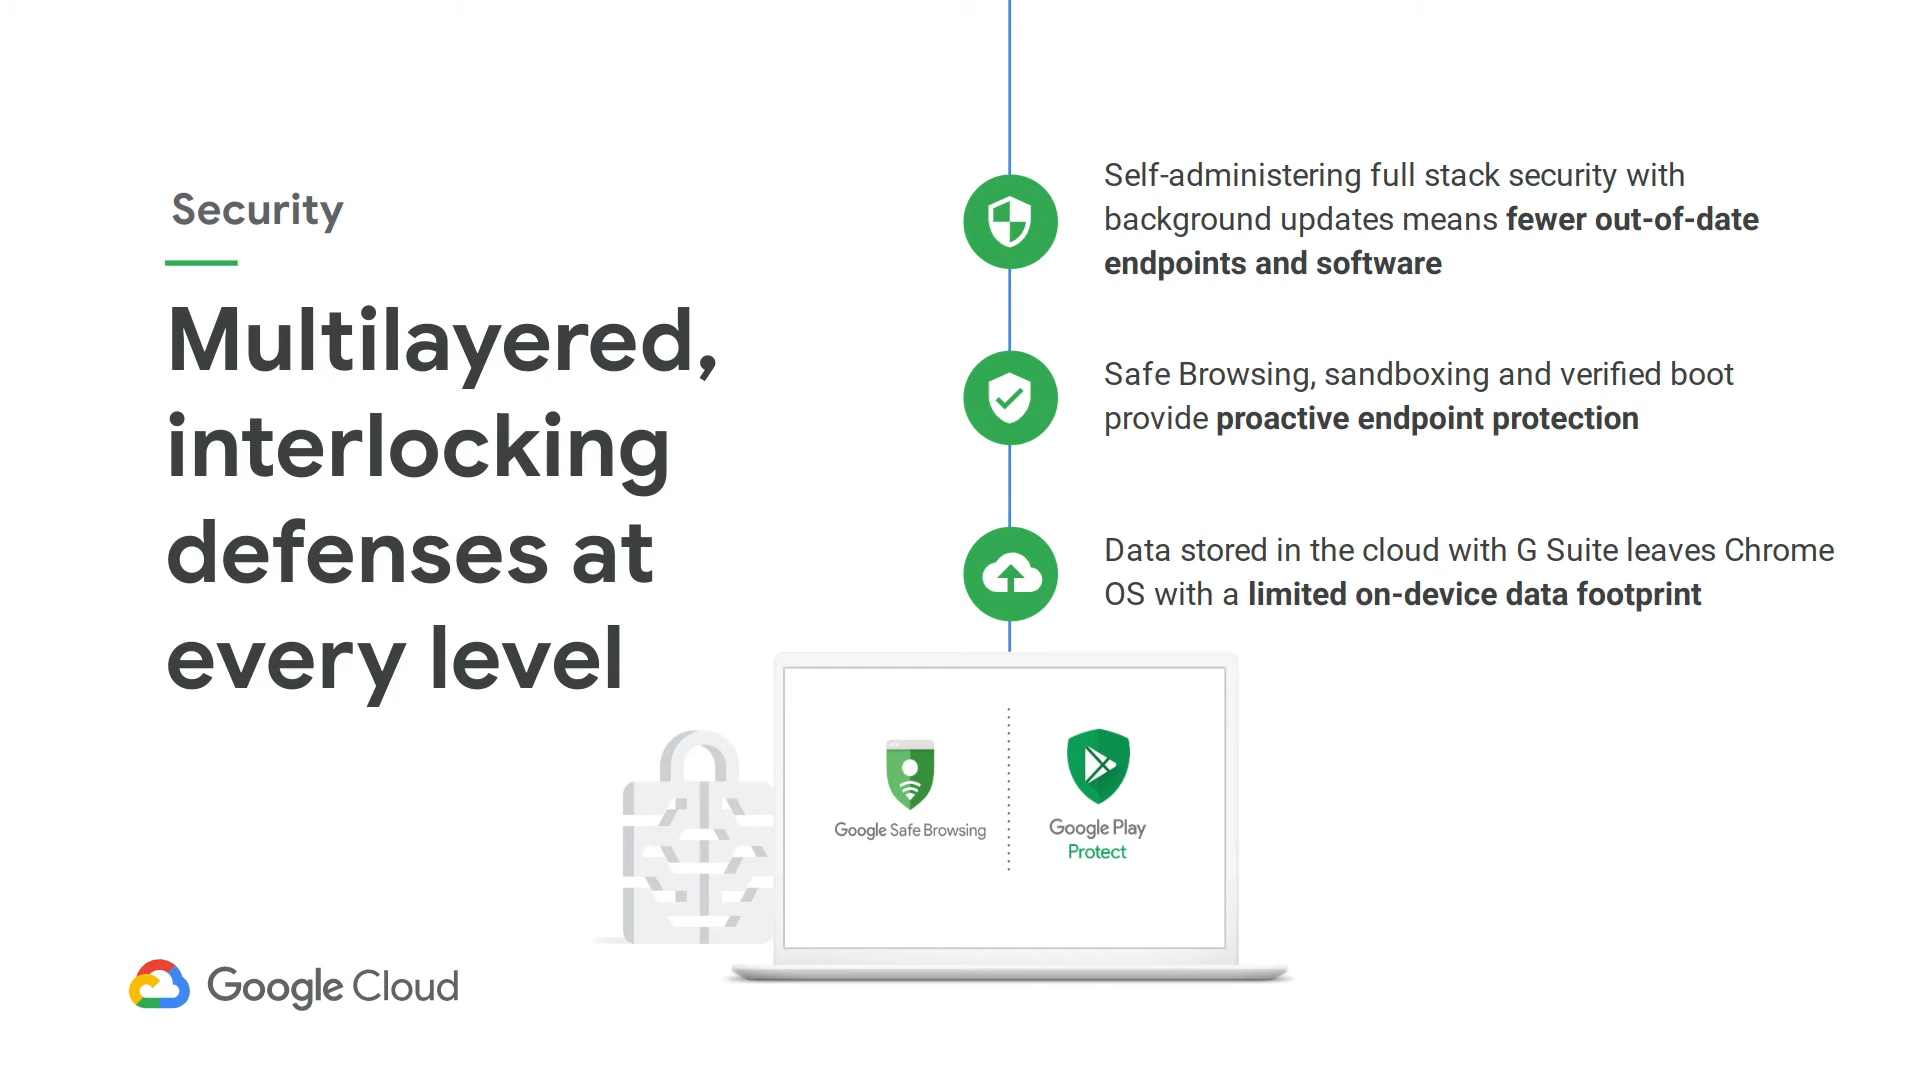 Security
Multilayered,
interlocking
defenses at
every level
Self-administering full stack security with
background updates means fewer out-of-date
endpoints and software
Safe Browsing, sandboxing and verified boot
provide proactive endpoint protection
Data stored in the cloud with G Suite leaves Chrome
OS with a limited on-device data footprint
Google Safe Browsing
Google Play
Protect
Google Cloud